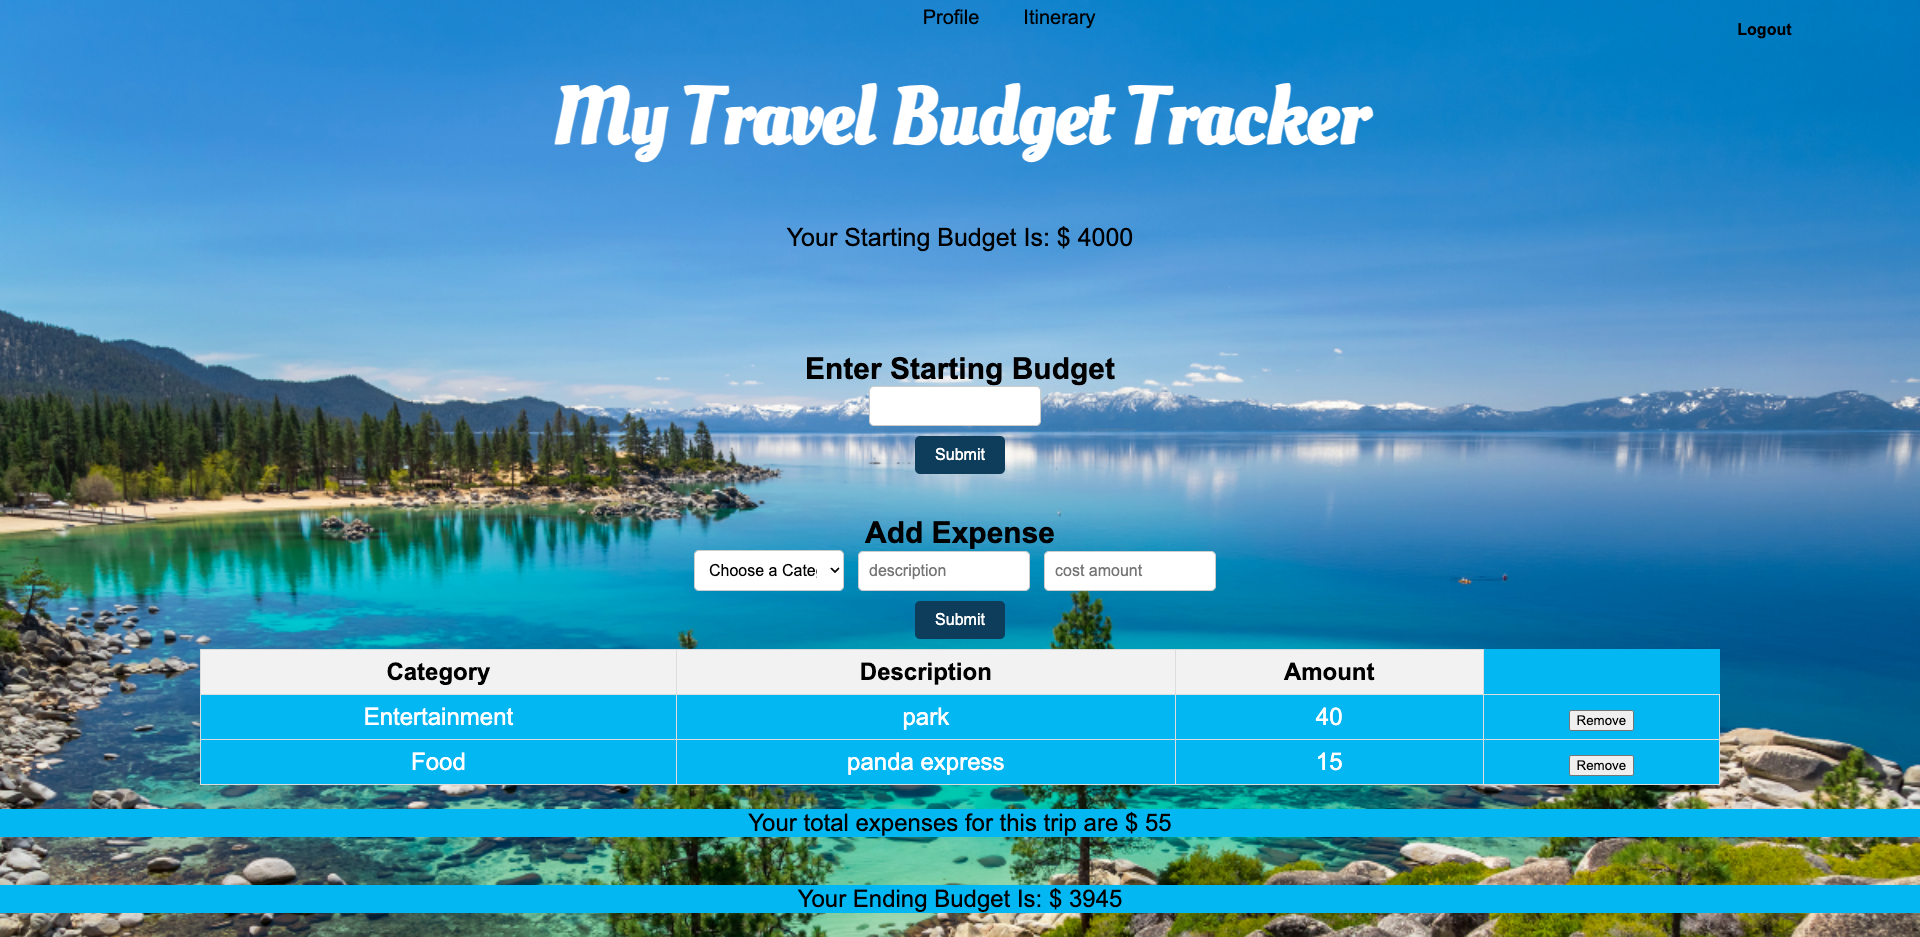 Profile Itinerary
Logout
My Travel Budget Tracker
Your Starting Budget Is: $ 4000
Enter Starting Budget
Submit
Add Expense
Choose a Cate description cost amount
Submit
Category Description Amount
Entertainment park 40 Remove
Food panda express 15 Remove
Your total expenses for this trip are $ 55
Your Ending Budget Is: $ 3945